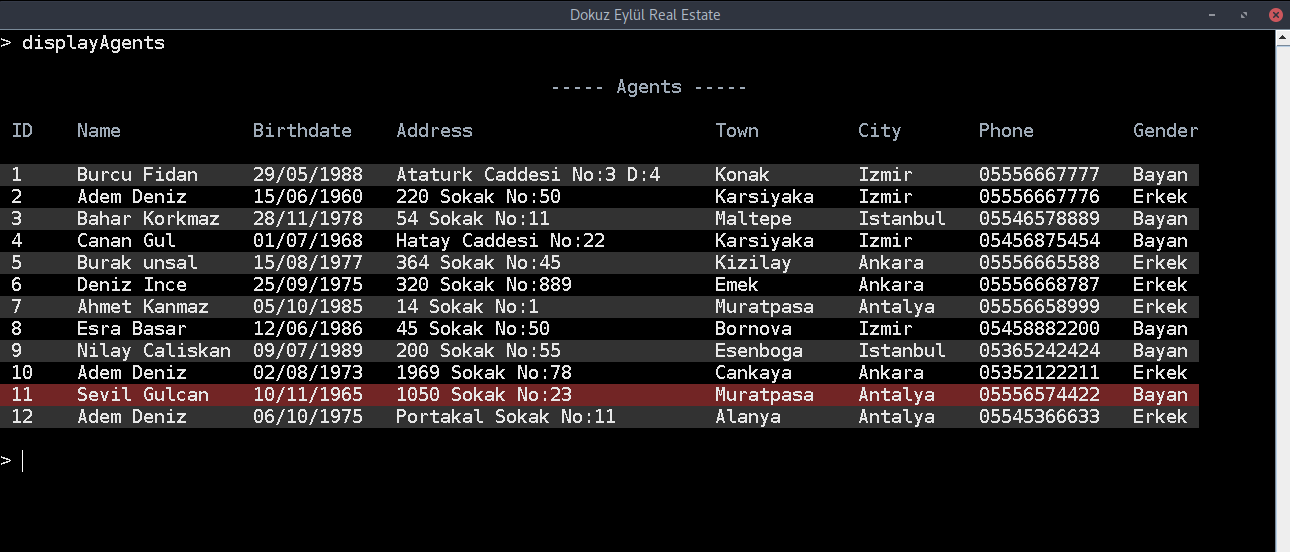 Dokuz Eylül Real Estate
> displayAgents
----- Agents -----
ID Name Birthdate Address Town City Phone Gender
1 Burcu Fidan 29/05/1988 Ataturk Caddesi No:3 D:4 Konak Izmir 05556667777 Bayan
2 Adem Deniz 15/06/1960 220 Sokak No:50 Karsiyaka Izmir 05556667776 Erkek
3 Bahar Korkmaz 28/11/1978 54 Sokak No:11 Maltepe Istanbul 05546578889 Bayan
4 Canan Gul 01/07/1968 Hatay Caddesi No:22 Karsiyaka Izmir 05456875454 Bayan
5 Burak unsal 15/08/1977 364 Sokak No:45 Kizilay Ankara 05556665588 Erkek
6 Deniz Ince 25/09/1975 320 Sokak No:889 Emek Ankara 05556668787 Erkek
7 Ahmet Kanmaz 05/10/1985 14 Sokak No:1 Muratpasa Antalya 05556658999 Erkek
8 Esra Basar 12/06/1986 45 Sokak No:50 Bornova Izmir 05458882200 Bayan
9 Nilay Caliskan 09/07/1989 200 Sokak No:55 Esenboga Istanbul 05365242424 Bayan
10 Adem Deniz 02/08/1973 1969 Sokak No:78 Cankaya Ankara 05352122211 Erkek
11 Sevil Gulcan 10/11/1965 1050 Sokak No:23 Muratpasa Antalya 05556574422 Bayan
12 Adem Deniz 06/10/1975 Portakal Sokak No:11 Alanya Antalya 05545366633 Erkek
>